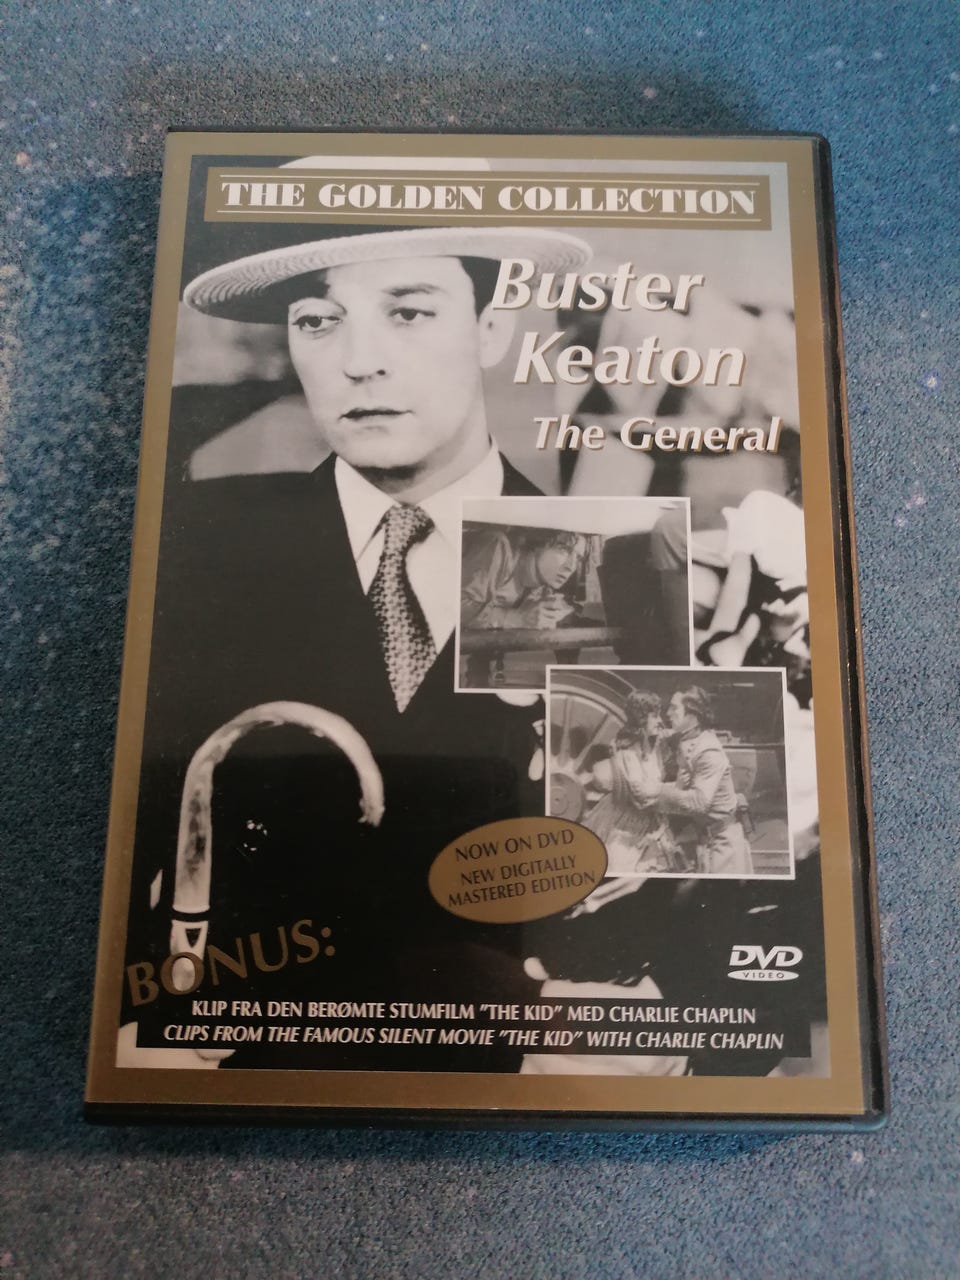 THE GOLDEN COLLECTION
Buster
Keaton
The General
NOW ON DVD
NEW DIGITALLY
MASTERED EDITION
BONUS:
DVD
VIDEO
KLIP FRA DEN BERØMTE STUMFILM "THE KID" MED CHARLIE CHAPLIN
CLIPS FROM THE FAMOUS SILENT MOVIE "THE KID" WITH CHARLIE CHAPLIN